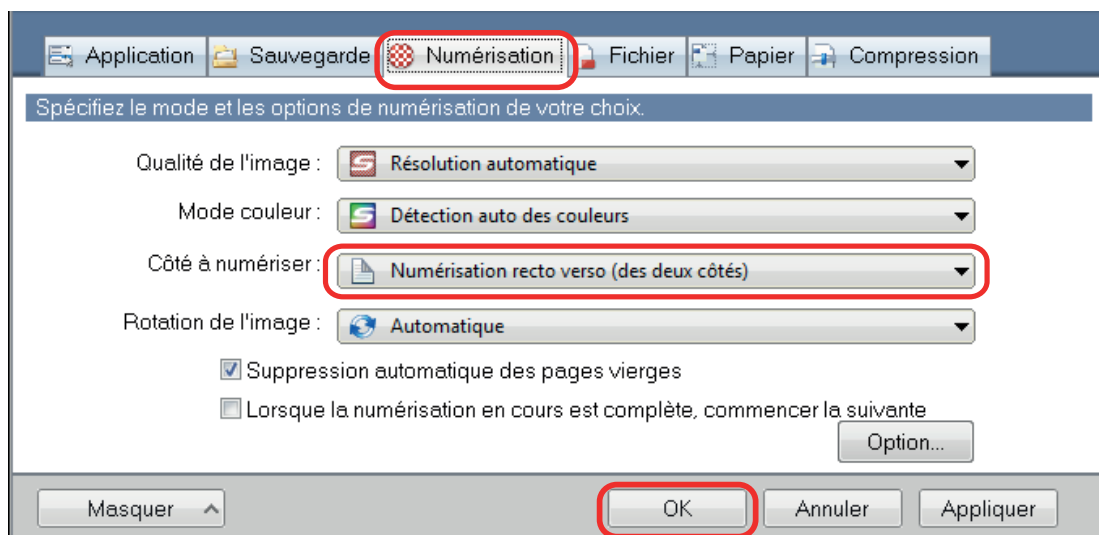 Application Sauvegarde Numérisation Fichier Papier Compression
Spécifiez le mode et les options de numérisation de votre choix.
Qualité de l'image : Résolution automatique
Mode couleur : Détection auto des couleurs
Côté à numériser : Numérisation recto verso (des deux côtés)
Rotation de l'image : Automatique
Suppression automatique des pages vierges
Lorsque la numérisation en cours est complète, commencer la suivante
Option...
Masquer OK Annuler Appliquer